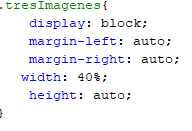 .tresImagenes{
display: block;
margin-left: auto;
margin-right: auto;
width: 40%;
height: auto;
}